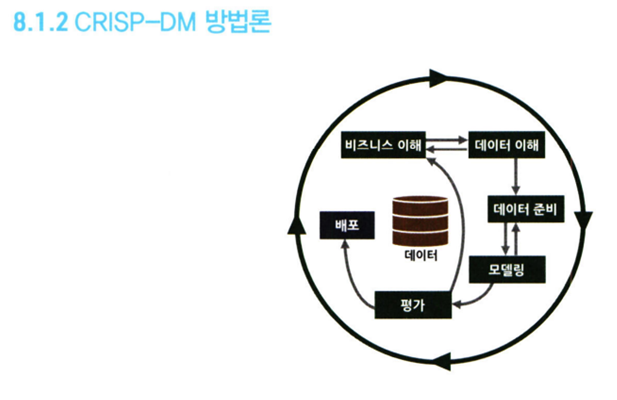 8.1.2 CRISP-DM 방법론
비즈니스 이해
데이터 이해
데이터 준비
배포
데이터
모델링
평가